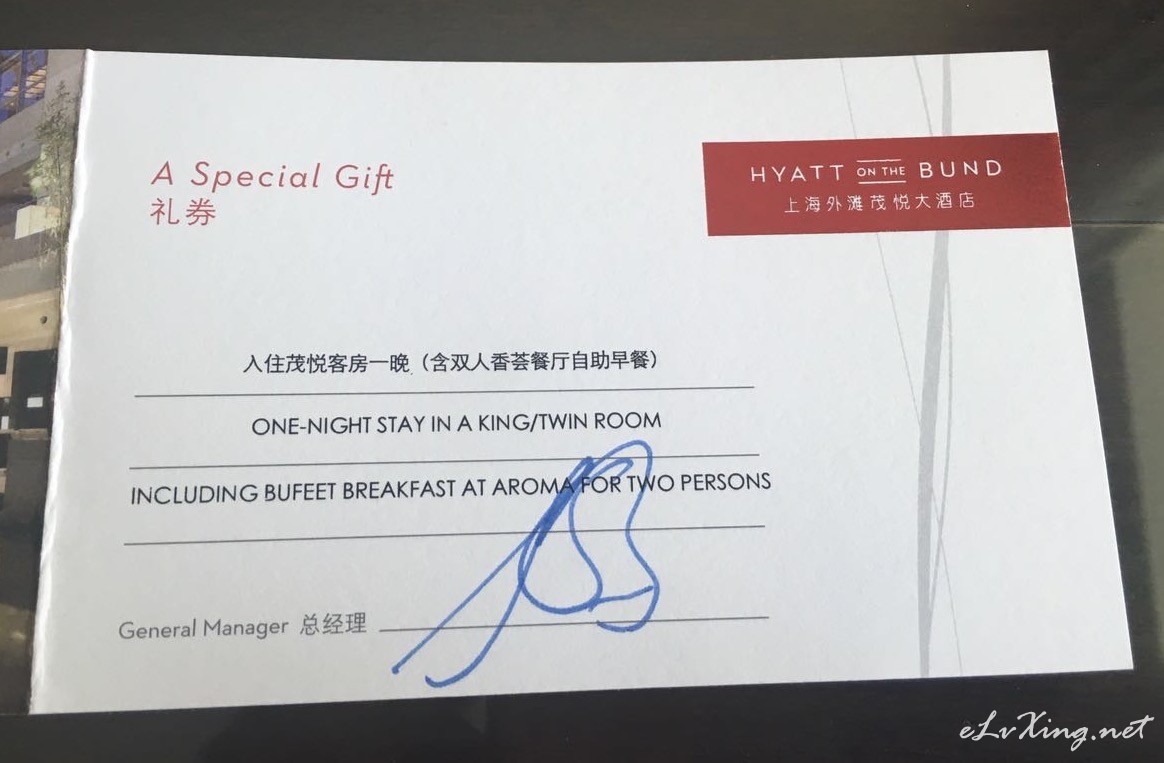 A Special Gift
礼券
HYATT ON THE BUND
上海外滩茂悦大酒店
入住茂悦客房一晚（含双人香荟餐厅自助早餐）
ONE-NIGHT STAY IN A KING/TWIN ROOM
INCLUDING BUFEET BREAKFAST AT AROMA FOR TWO PERSONS
General Manager 总经理
eLvXing.net